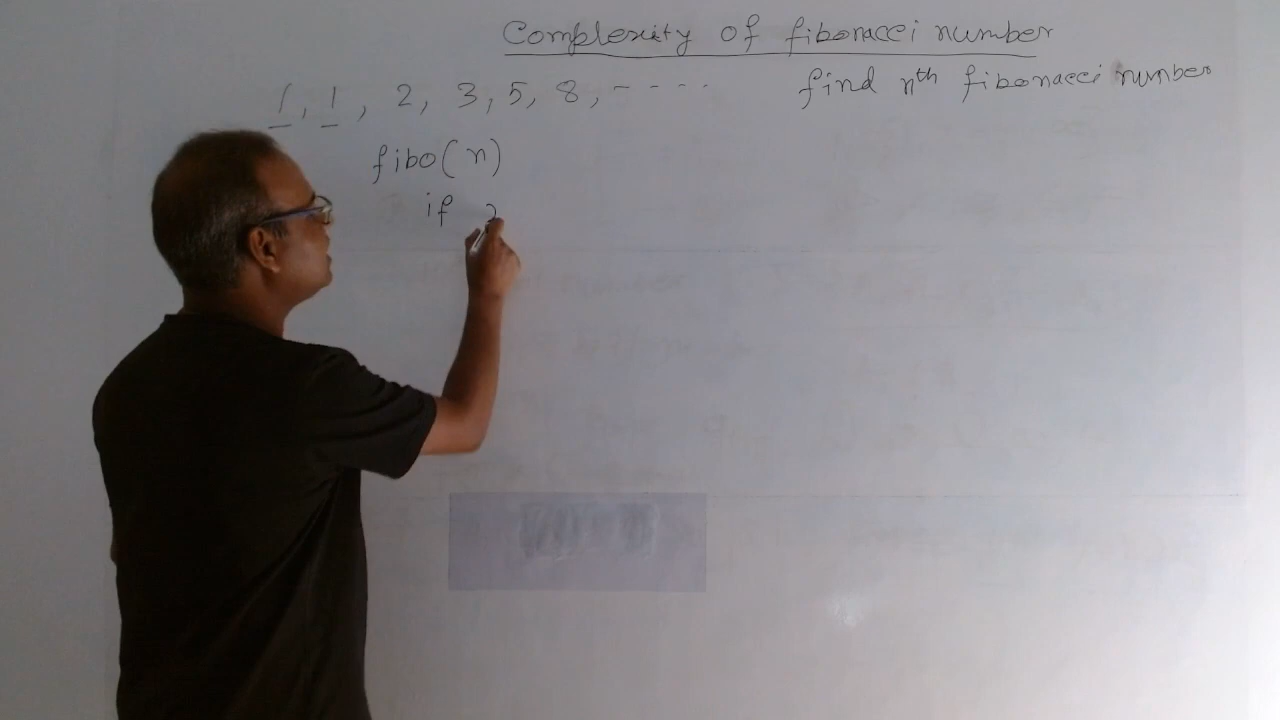 Complexity of fibonacci number
1, 1, 2, 3, 5, 8, - - - -
find nth fibonacci number
fibo(n)
if